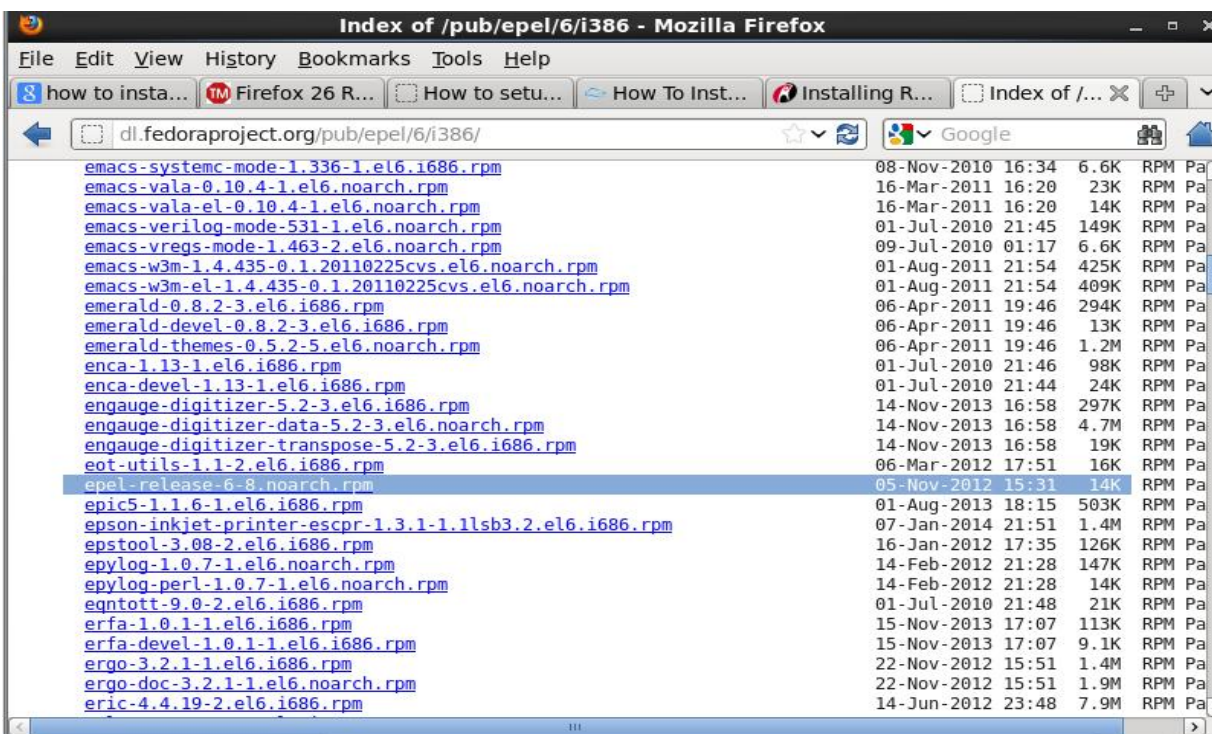 Index of /pub/epel/6/i386 - Mozilla Firefox
File Edit View History Bookmarks Tools Help
8 how to insta... TM Firefox 26 R... How to setu... How To Inst... Installing R... Index of /...
dl.fedoraproject.org/pub/epel/6/i386/ Google
emacs-systemc-mode-1.336-1.el6.i686.rpm 08-Nov-2010 16:34 6.6K RPM Pa
emacs-vala-0.10.4-1.el6.noarch.rpm 16-Mar-2011 16:20 23K RPM Pa
emacs-vala-el-0.10.4-1.el6.noarch.rpm 16-Mar-2011 16:20 14K RPM Pa
emacs-verilog-mode-531-1.el6.noarch.rpm 01-Jul-2010 21:45 149K RPM Pa
emacs-vregs-mode-1.463-2.el6.noarch.rpm 09-Jul-2010 01:17 6.6K RPM Pa
emacs-w3m-1.4.435-0.1.20110225cvs.el6.noarch.rpm 01-Aug-2011 21:54 425K RPM Pa
emacs-w3m-el-1.4.435-0.1.20110225cvs.el6.noarch.rpm 01-Aug-2011 21:54 409K RPM Pa
emerald-0.8.2-3.el6.i686.rpm 06-Apr-2011 19:46 294K RPM Pa
emerald-devel-0.8.2-3.el6.i686.rpm 06-Apr-2011 19:46 13K RPM Pa
emerald-themes-0.5.2-5.el6.noarch.rpm 06-Apr-2011 19:46 1.2M RPM Pa
enca-1.13-1.el6.i686.rpm 01-Jul-2010 21:46 98K RPM Pa
enca-devel-1.13-1.el6.i686.rpm 01-Jul-2010 21:44 24K RPM Pa
engauge-digitizer-5.2-3.el6.i686.rpm 14-Nov-2013 16:58 297K RPM Pa
engauge-digitizer-data-5.2-3.el6.noarch.rpm 14-Nov-2013 16:58 4.7M RPM Pa
engauge-digitizer-transpose-5.2-3.el6.i686.rpm 14-Nov-2013 16:58 19K RPM Pa
eot-utils-1.1-2.el6.i686.rpm 06-Mar-2012 17:51 16K RPM Pa
epel-release-6-8.noarch.rpm 05-Nov-2012 15:31 14K RPM Pa
epic5-1.1.6-1.el6.i686.rpm 01-Aug-2013 18:15 503K RPM Pa
epson-inkjet-printer-escpr-1.3.1-1.1lsb3.2.el6.i686.rpm 07-Jan-2014 21:51 1.4M RPM Pa
epstool-3.08-2.el6.i686.rpm 16-Jan-2012 17:35 126K RPM Pa
epylog-1.0.7-1.el6.noarch.rpm 14-Feb-2012 21:28 147K RPM Pa
epylog-perl-1.0.7-1.el6.noarch.rpm 14-Feb-2012 21:28 14K RPM Pa
eqntott-9.0-2.el6.i686.rpm 01-Jul-2010 21:48 21K RPM Pa
erfa-1.0.1-1.el6.i686.rpm 15-Nov-2013 17:07 113K RPM Pa
erfa-devel-1.0.1-1.el6.i686.rpm 15-Nov-2013 17:07 9.1K RPM Pa
ergo-3.2.1-1.el6.i686.rpm 22-Nov-2012 15:51 1.4M RPM Pa
ergo-doc-3.2.1-1.el6.noarch.rpm 22-Nov-2012 15:51 1.9M RPM Pa
eric-4.4.19-2.el6.i686.rpm 14-Jun-2012 23:48 7.9M RPM Pa